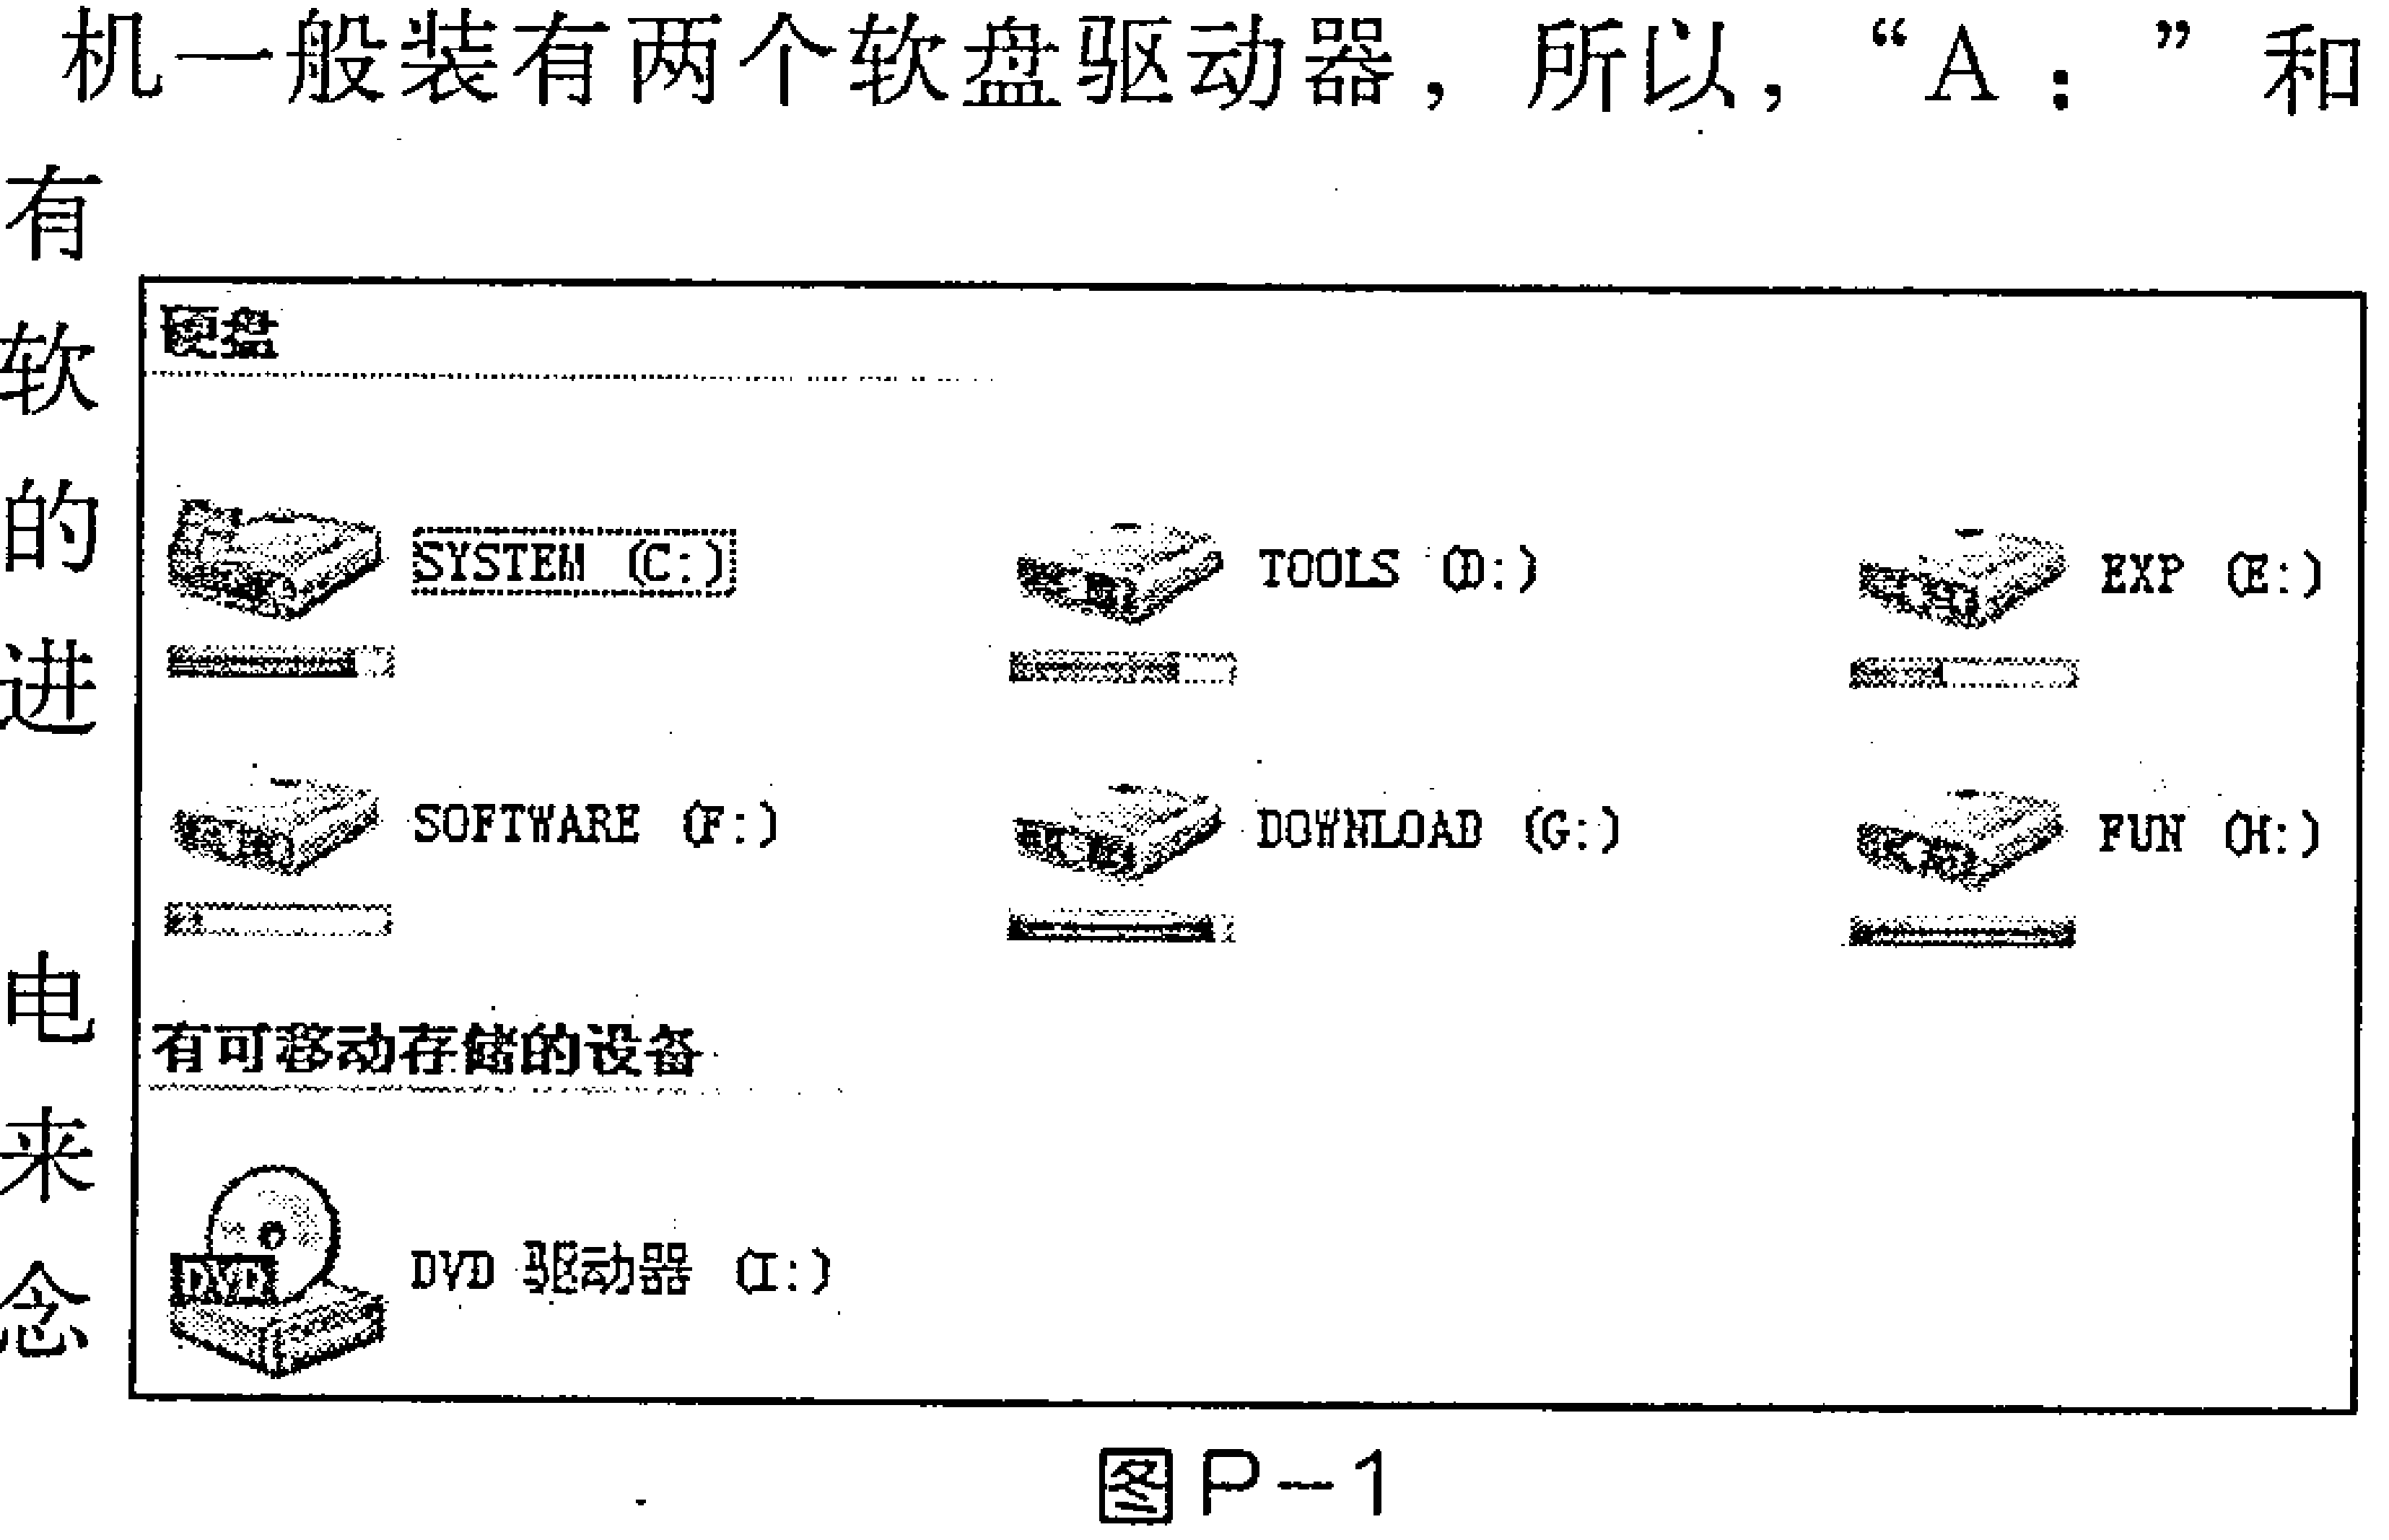 机一般装有两个软盘驱动器，所以，“A：”和
有
软
的
进
电
来
念
硬盘
SYSTEM (C:)
TOOLS (D:)
EXP (E:)
SOFTWARE (F:)
DOWNLOAD (G:)
FUN (H:)
有可移动存储的设备
DVD
DVD 驱动器 (I:)
图P-1